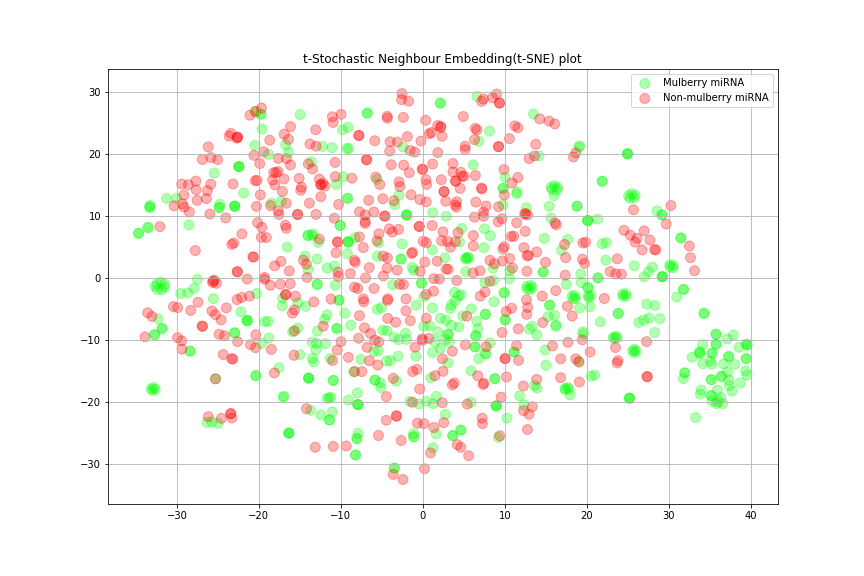 t-Stochastic Neighbour Embedding(t-SNE) plot
Mulberry miRNA
Non-mulberry miRNA
30
20
10
0
−10
−20
−30
−30 −20 −10 0 10 20 30 40